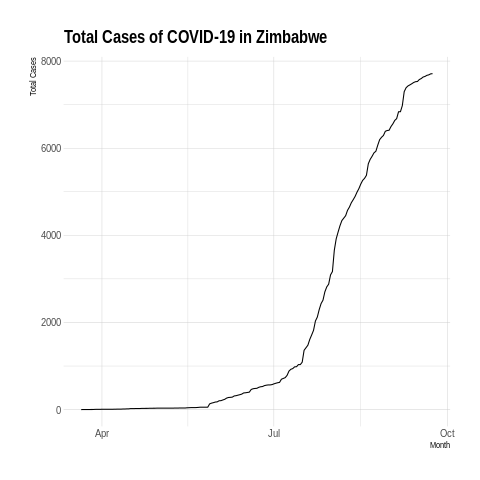 Total Cases of COVID-19 in Zimbabwe
Total Cases
8000
6000
4000
2000
0
Apr
Jul
Oct
Month